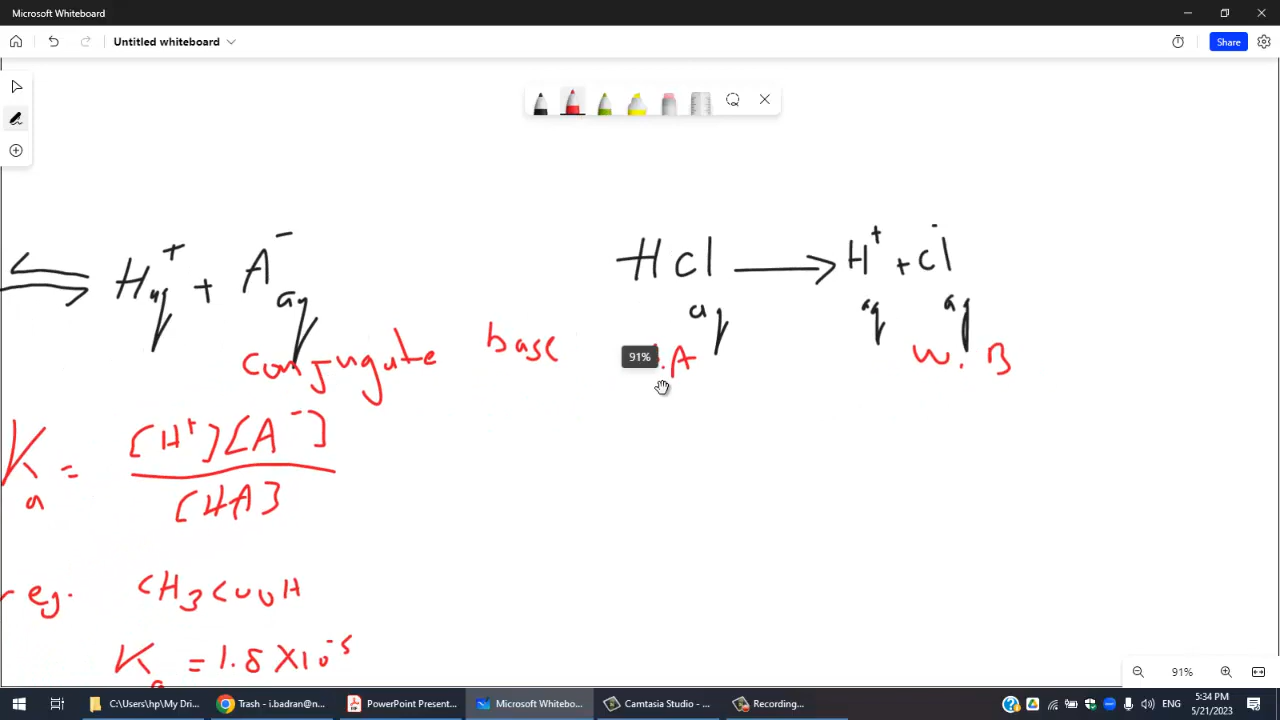 Microsoft Whiteboard
Untitled whiteboard
Share
⇌ H⁺aq + A⁻aq
HCl aq → H⁺aq + Cl⁻aq
conjugate base
91%
.A
W. B
Ka = [H⁺][A⁻] / [HA]
eg. CH3COOH
Ka = 1.8 X10⁻⁵
91%
C:\Users\hp\My Dri...
Trash - i.badran@n...
PowerPoint Present...
Microsoft Whitebo...
Camtasia Studio - ...
Recording...
ENG
5:34 PM
5/21/2023